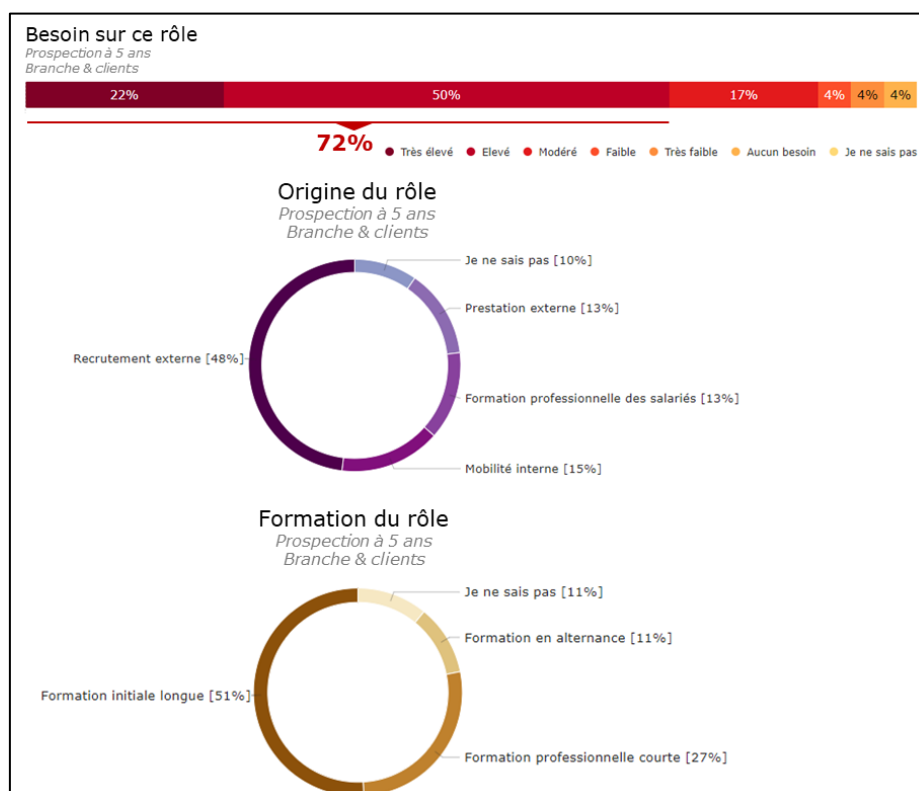 Besoin sur ce rôle
Prospection à 5 ans
Branche & clients
22% 50% 17% 4% 4% 4%
72%
Très élevé Elevé Modéré Faible Très faible Aucun besoin Je ne sais pas
Origine du rôle
Prospection à 5 ans
Branche & clients
Je ne sais pas [10%]
Prestation externe [13%]
Recrutement externe [48%]
Formation professionnelle des salariés [13%]
Mobilité interne [15%]
Formation du rôle
Prospection à 5 ans
Branche & clients
Je ne sais pas [11%]
Formation en alternance [11%]
Formation initiale longue [51%]
Formation professionnelle courte [27%]